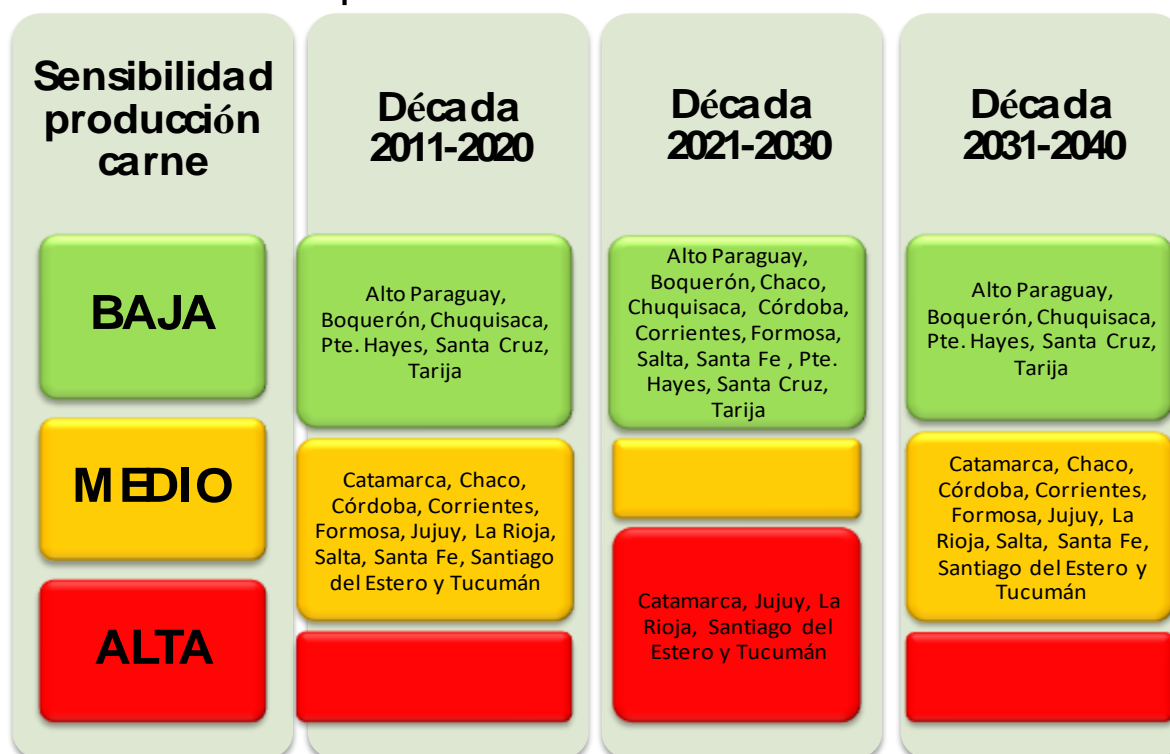 Sensibilidad
producción
carne
Década
2011-2020
Década
2021-2030
Década
2031-2040
BAJA
Alto Paraguay,
Boquerón, Chuquisaca,
Pte. Hayes, Santa Cruz,
Tarija
Alto Paraguay,
Boquerón, Chaco,
Chuquisaca, Córdoba,
Corrientes, Formosa,
Salta, Santa Fe , Pte.
Hayes, Santa Cruz,
Tarija
Alto Paraguay,
Boquerón, Chuquisaca,
Pte. Hayes, Santa Cruz,
Tarija
MEDIO
Catamarca, Chaco,
Córdoba, Corrientes,
Formosa, Jujuy, La Rioja,
Salta, Santa Fe, Santiago
del Estero y Tucumán
Catamarca, Chaco,
Córdoba, Corrientes,
Formosa, Jujuy, La
Rioja, Salta, Santa Fe,
Santiago del Estero y
Tucumán
ALTA
Catamarca, Jujuy, La
Rioja, Santiago del
Estero y Tucumán